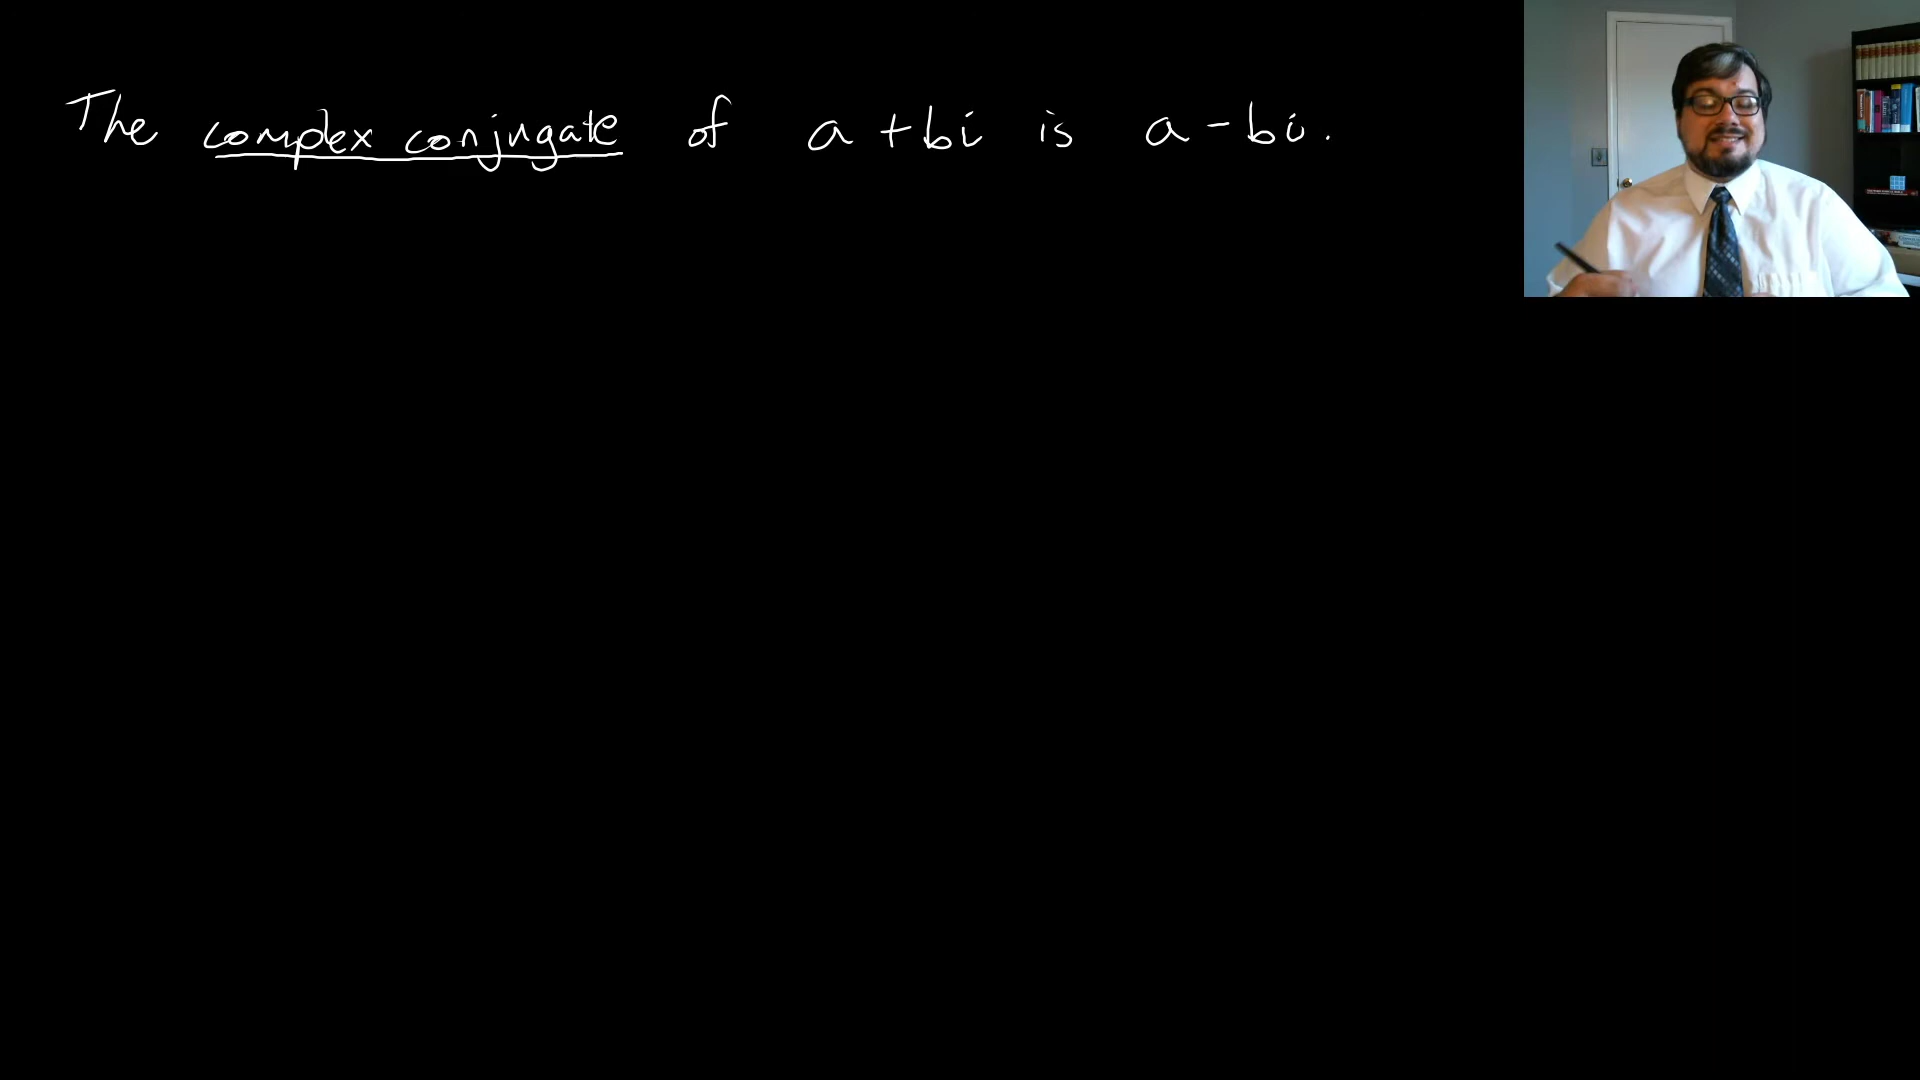 The complex conjugate of a + bi is a - bi.